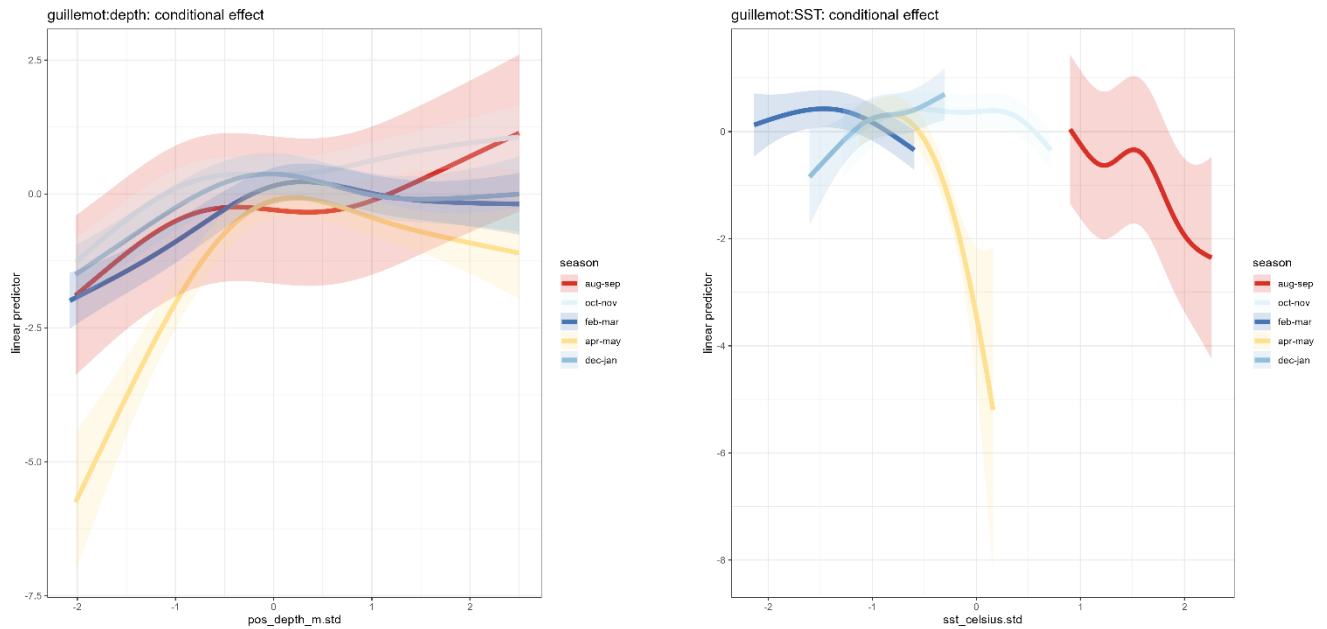 guillemot:depth: conditional effect
linear predictor
2.5
0.0
-2.5
-5.0
-7.5
-2
-1
0
1
2
pos_depth_m.std
season
aug-sep
oct-nov
feb-mar
apr-may
dec-jan
guillemot:SST: conditional effect
linear predictor
0
-2
-4
-6
-8
-2
-1
0
1
2
sst_celsius.std
season
aug-sep
oct-nov
feb-mar
apr-may
dec-jan